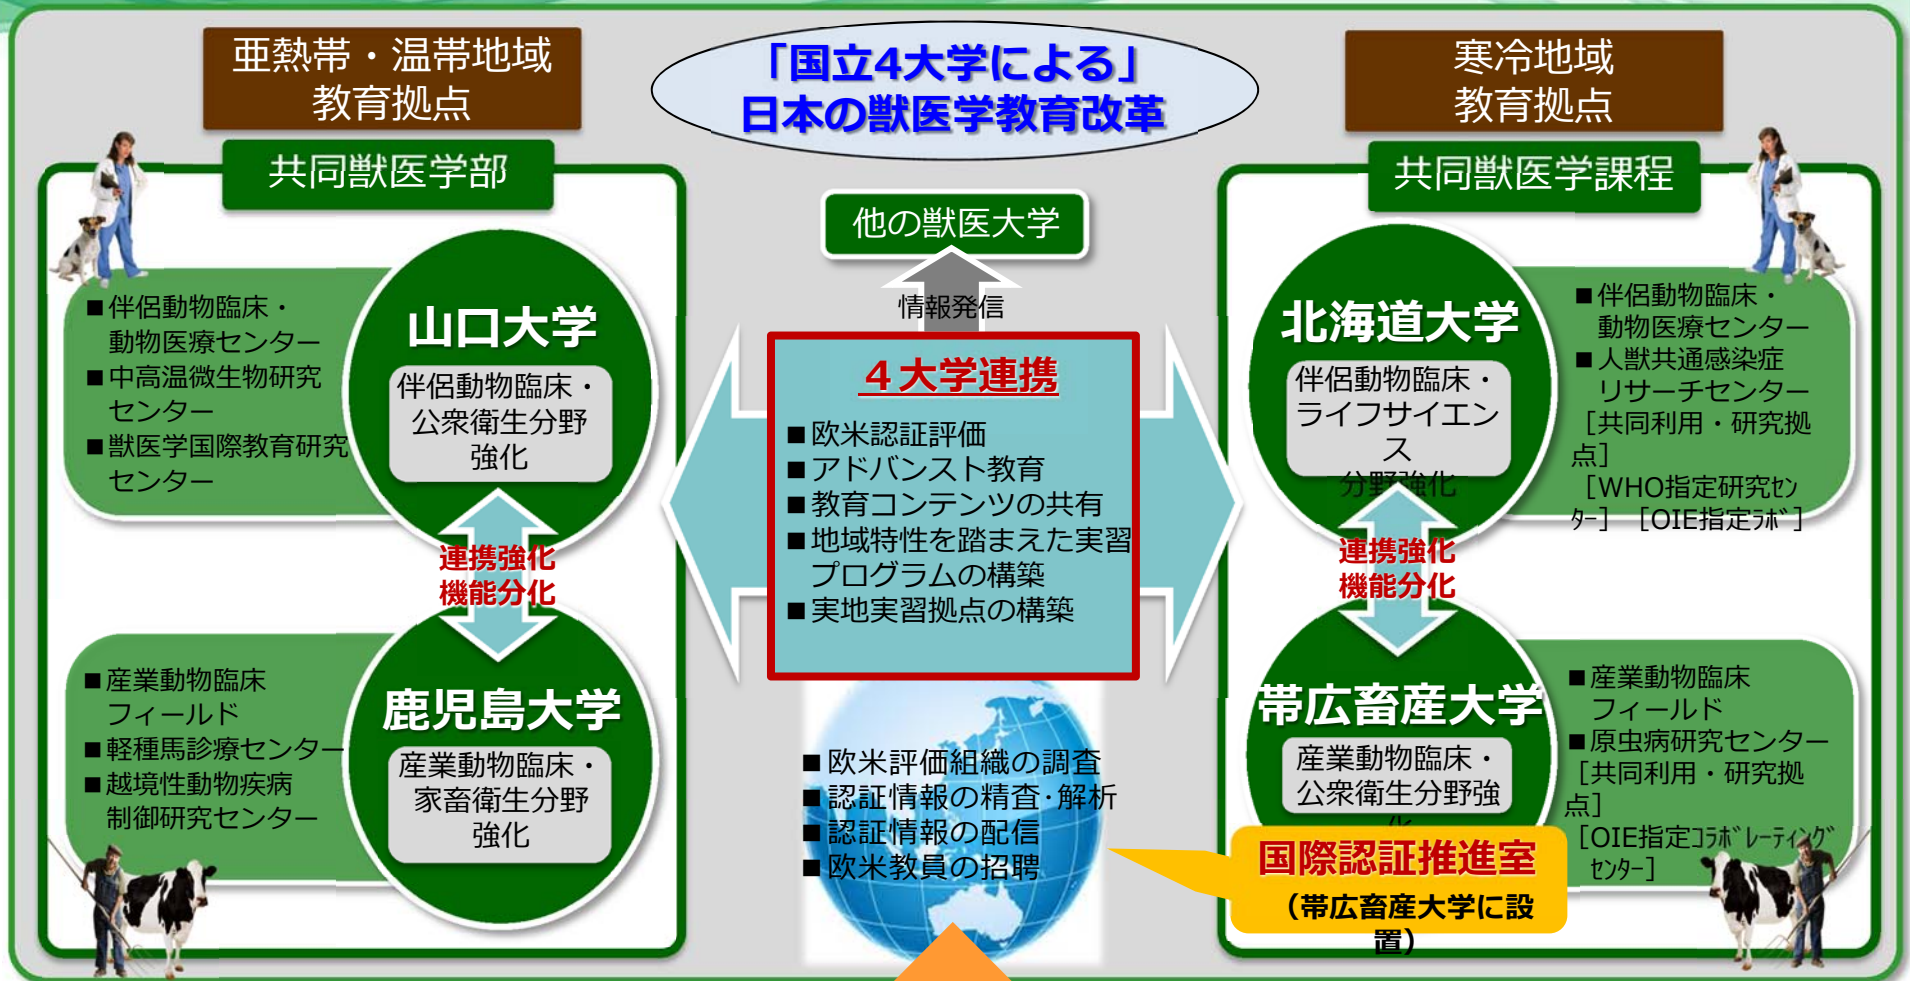 「国立4大学による」
日本の獣医学教育改革
亜熱帯・温帯地域
教育拠点
共同獣医学部
■伴侶動物臨床・
動物医療センター
■中高温微生物研究
センター
■獣医学国際教育研究
センター
山口大学
伴侶動物臨床・
公衆衛生分野
強化
連携強化
機能分化
■産業動物臨床
フィールド
■軽種馬診療センター
■越境性動物疾病
制御研究センター
鹿児島大学
産業動物臨床・
家畜衛生分野
強化
他の獣医大学
情報発信
４大学連携
■欧米認証評価
■アドバンスト教育
■教育コンテンツの共有
■地域特性を踏まえた実習
プログラムの構築
■実地実習拠点の構築
■欧米評価組織の調査
■認証情報の精査･解析
■認証情報の配信
■欧米教員の招聘
寒冷地域
教育拠点
共同獣医学課程
北海道大学
伴侶動物臨床・
ライフサイエン
ス
分野強化
■伴侶動物臨床・
動物医療センター
■人獣共通感染症
リサーチセンター
［共同利用・研究拠
点］
［WHO指定研究ｾﾝ
ﾀｰ］［OIE指定ﾗﾎﾞ］
連携強化
機能分化
帯広畜産大学
産業動物臨床・
公衆衛生分野強
化
■産業動物臨床
フィールド
■原虫病研究センター
［共同利用・研究拠
点］
［OIE指定ｺﾗﾎﾞﾚｰﾃｨﾝｸﾞ
ｾﾝﾀｰ］
国際認証推進室
（帯広畜産大学に設
置）